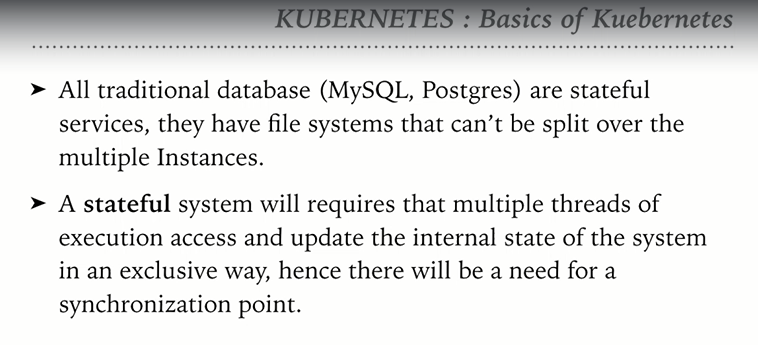 KUBERNETES : Basics of Kuebernetes
➤ All traditional database (MySQL, Postgres) are stateful
services, they have file systems that can't be split over the
multiple Instances.
➤ A stateful system will requires that multiple threads of
execution access and update the internal state of the system
in an exclusive way, hence there will be a need for a
synchronization point.